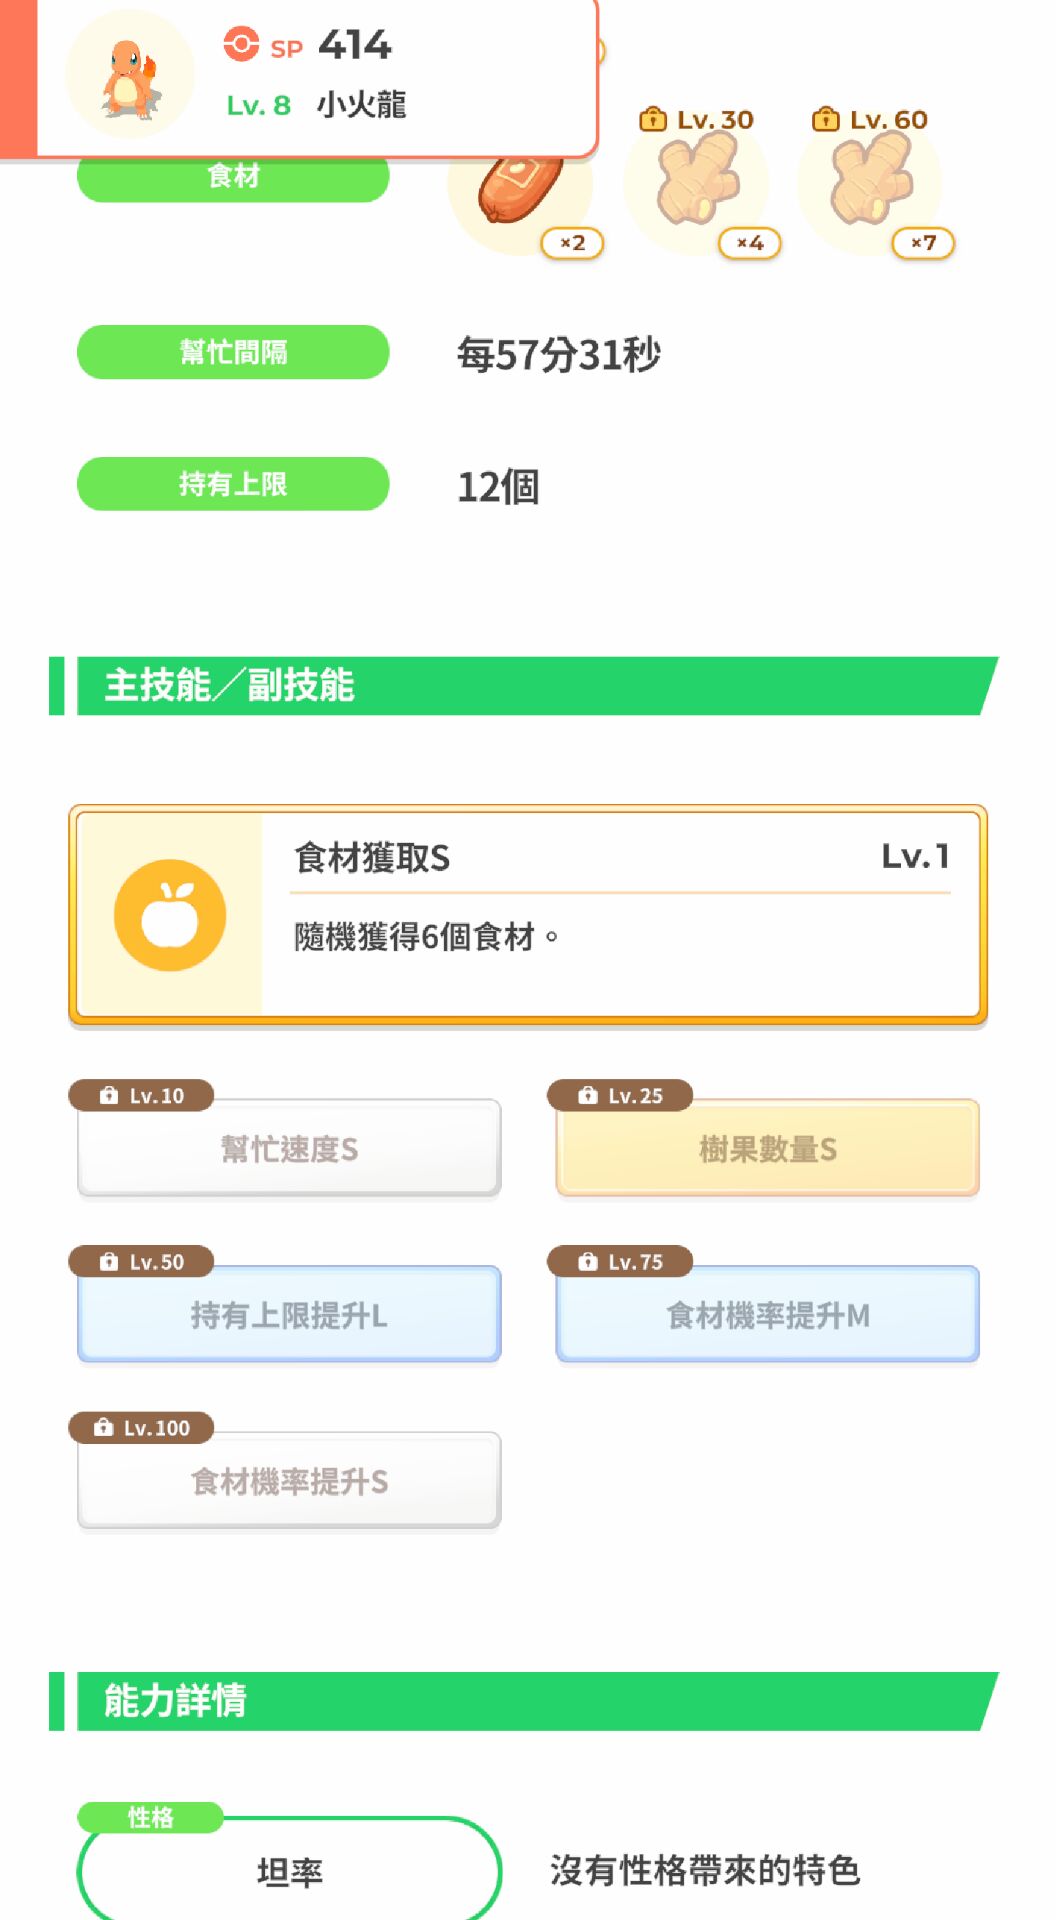 SP 414
Lv. 8 小火龍
Lv. 30
Lv. 60
食材
×2
×4
×7
幫忙間隔
每57分31秒
持有上限
12個
主技能／副技能
食材獲取S
Lv. 1
隨機獲得6個食材。
Lv. 10
幫忙速度S
Lv. 25
樹果數量S
Lv. 50
持有上限提升L
Lv. 75
食材機率提升M
Lv. 100
食材機率提升S
能力詳情
性格
坦率
沒有性格帶來的特色